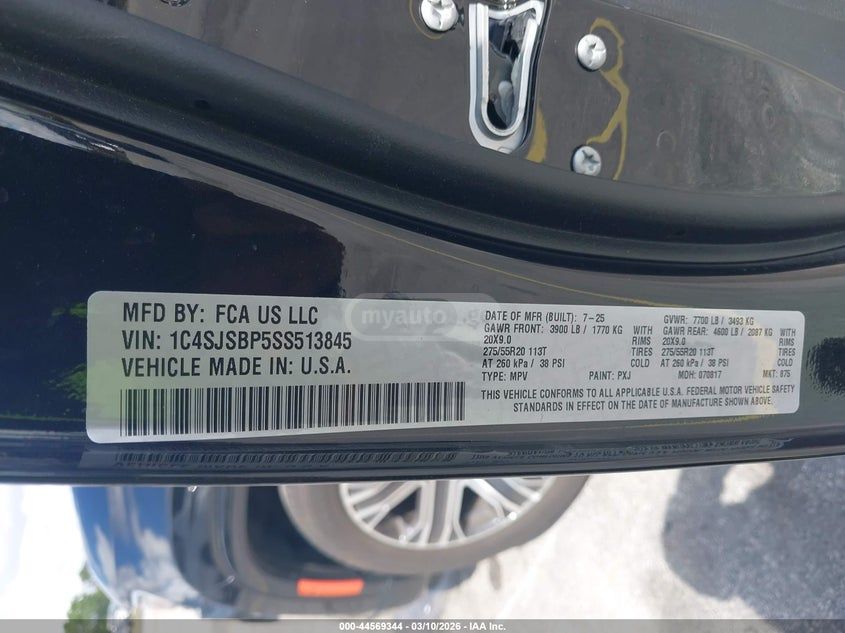 MFD BY: FCA US LLC
VIN: 1C4SJSBP5SS513845
VEHICLE MADE IN: U.S.A.
DATE OF MFR (BUILT): 7-25 GVWR: 7700 LB / 3493 KG
GAWR FRONT: 3900 LB / 1770 KG GAWR REAR: 4600 LB / 2087 KG
20X9.0 RIMS 20X9.0 RIMS
275/55R20 113T TIRES 275/55R20 113T TIRES
AT 260 kPa / 38 PSI COLD AT 260 kPa / 38 PSI COLD
TYPE: MPV PAINT: PXJ MDH: 070817 MKT: 875
THIS VEHICLE CONFORMS TO ALL APPLICABLE U.S.A. FEDERAL MOTOR VEHICLE SAFETY
STANDARDS IN EFFECT ON THE DATE OF MANUFACTURE SHOWN ABOVE.
myauto
000-44569344 / 03/10/2026 - © IAA Inc.